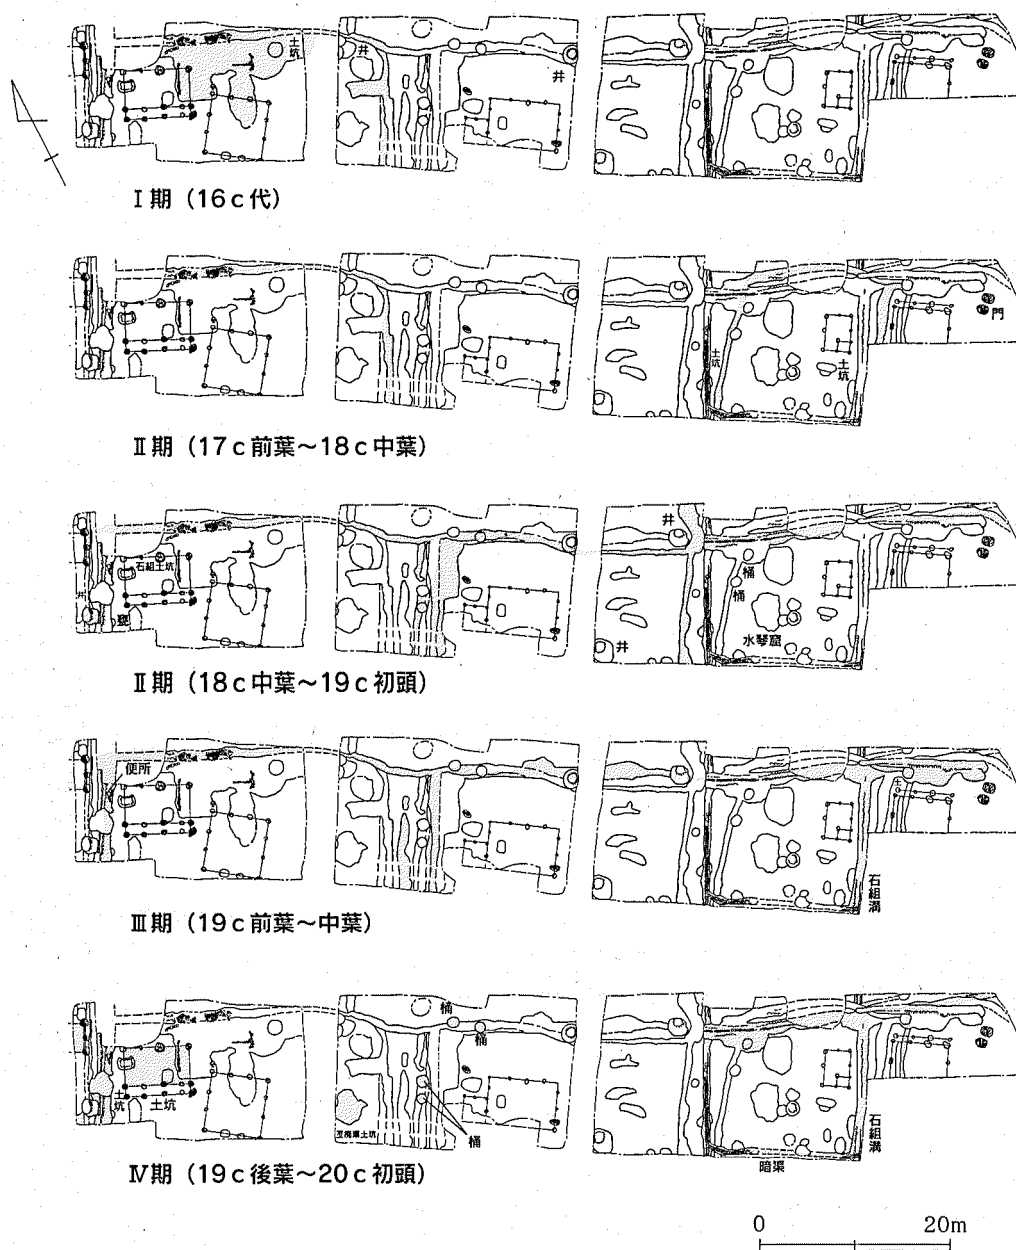 土坑
井
井
Ⅰ期（16c代）
門
土坑
土坑
Ⅱ期（17c前葉～18c中葉）
井
石組土坑
桶
桶
井
甕
井
水琴窟
Ⅱ期（18c中葉～19c初頭）
便所
土
石組溝
Ⅲ期（19c前葉～中葉）
桶
桶
土坑
土坑
桶
石組溝
暗渠
Ⅳ期（19c後葉～20c初頭）
0 20m